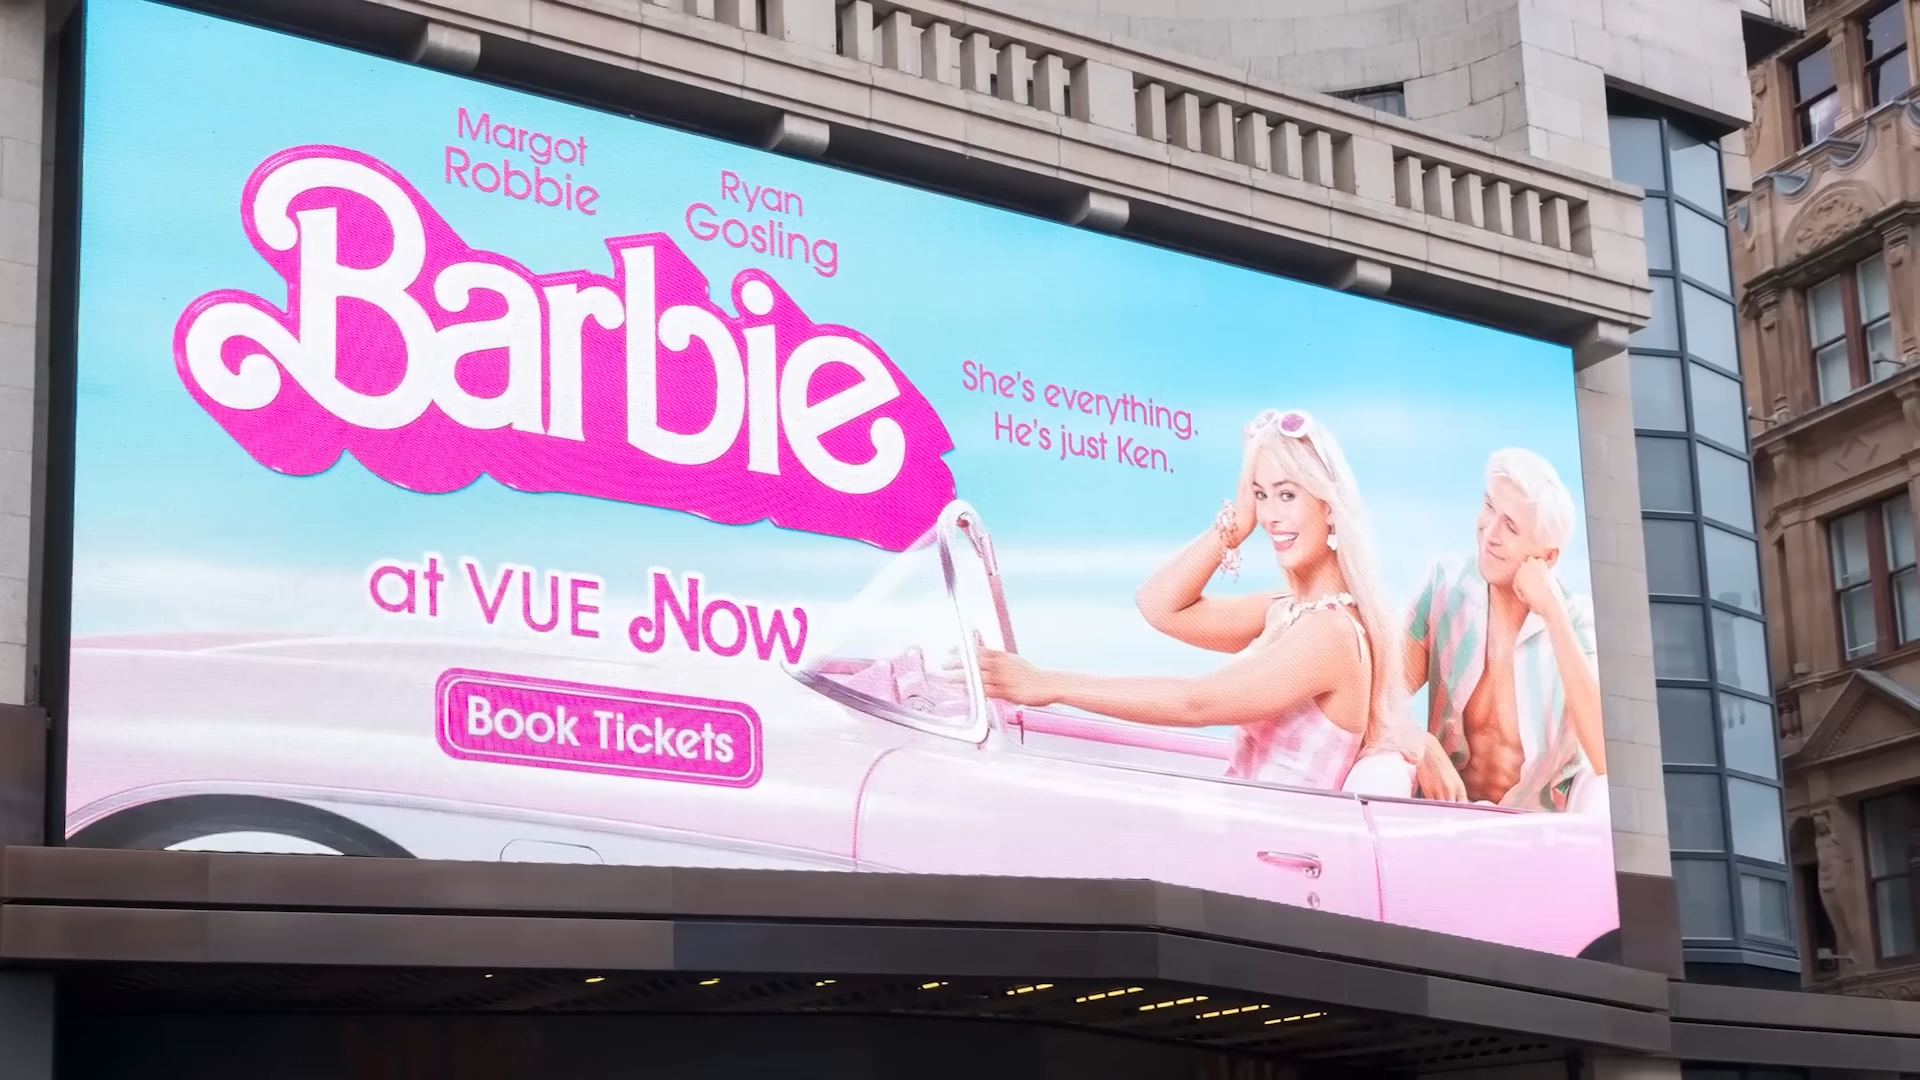 Margot
Robbie
Ryan
Gosling
Barbie
She's everything.
He's just Ken.
at VUE Now
Book Tickets